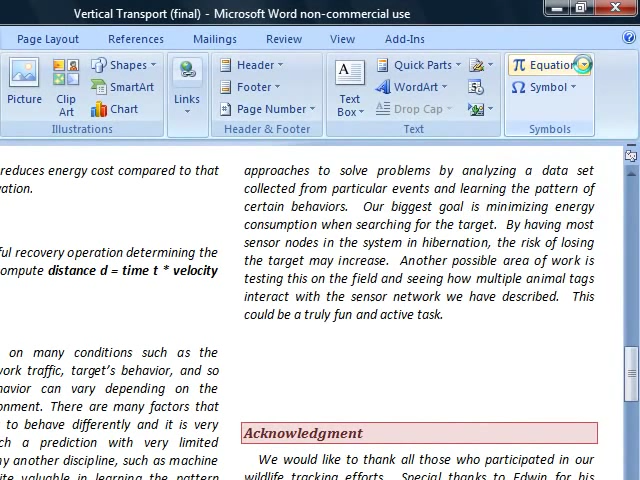 Vertical Transport (final) - Microsoft Word non-commercial use
Page Layout References Mailings Review View Add-Ins
Picture
Clip Art
Shapes
SmartArt
Chart
Illustrations
Links
Header
Footer
Page Number
Header & Footer
Text Box
Quick Parts
WordArt
Drop Cap
Text
π Equation
Ω Symbol
Symbols
reduces energy cost compared to that
vation.
ful recovery operation determining the
compute distance d = time t * velocity
on many conditions such as the
work traffic, target's behavior, and so
havior can vary depending on the
onment. There are many factors that
to behave differently and it is very
ch a prediction with very limited
ny another discipline, such as machine
ite valuable in learning the pattern
approaches to solve problems by analyzing a data set
collected from particular events and learning the pattern of
certain behaviors. Our biggest goal is minimizing energy
consumption when searching for the target. By having most
sensor nodes in the system in hibernation, the risk of losing
the target may increase. Another possible area of work is
testing this on the field and seeing how multiple animal tags
interact with the sensor network we have described. This
could be a truly fun and active task.
Acknowledgment
We would like to thank all those who participated in our
wildlife tracking efforts. Special thanks to Edwin for his